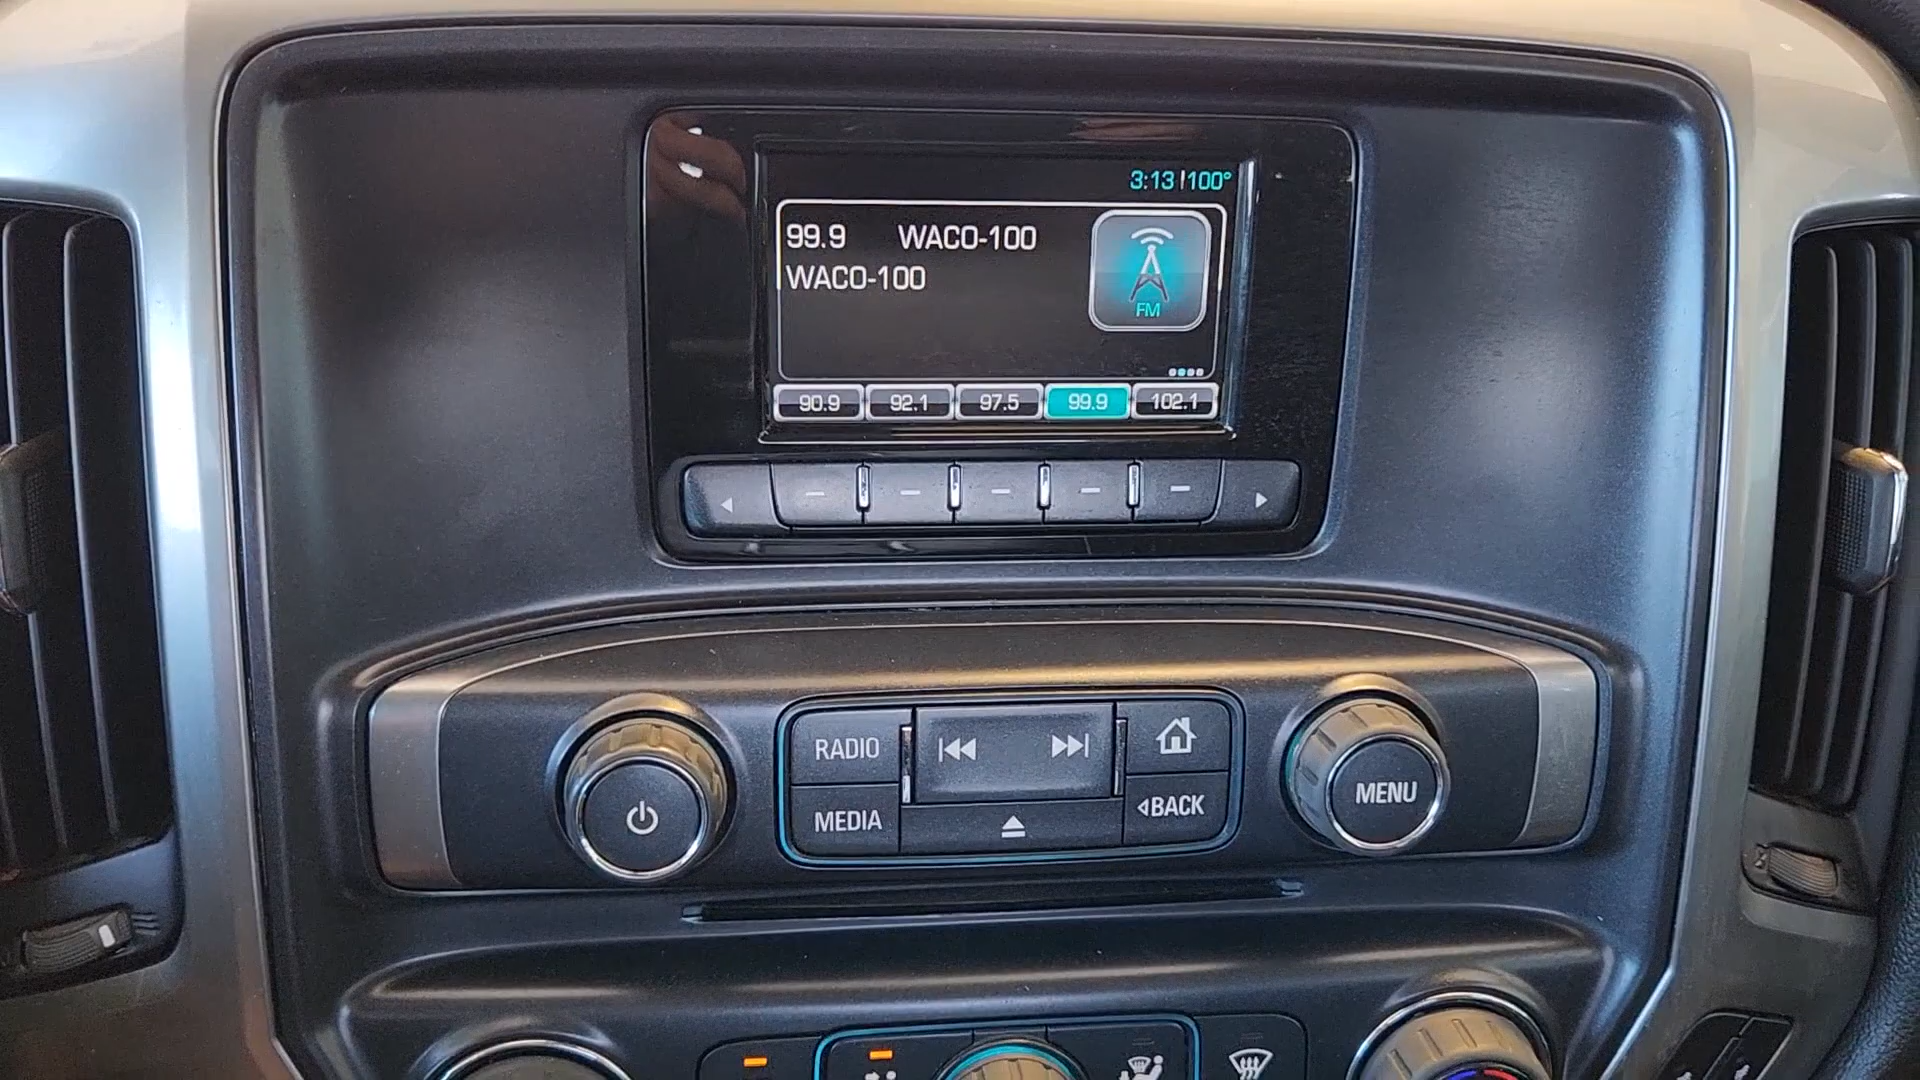 3:13 100°
99.9 WACO-100
WACO-100
FM
90.9 92.1 97.5 99.9 102.1
RADIO
MEDIA
BACK
MENU